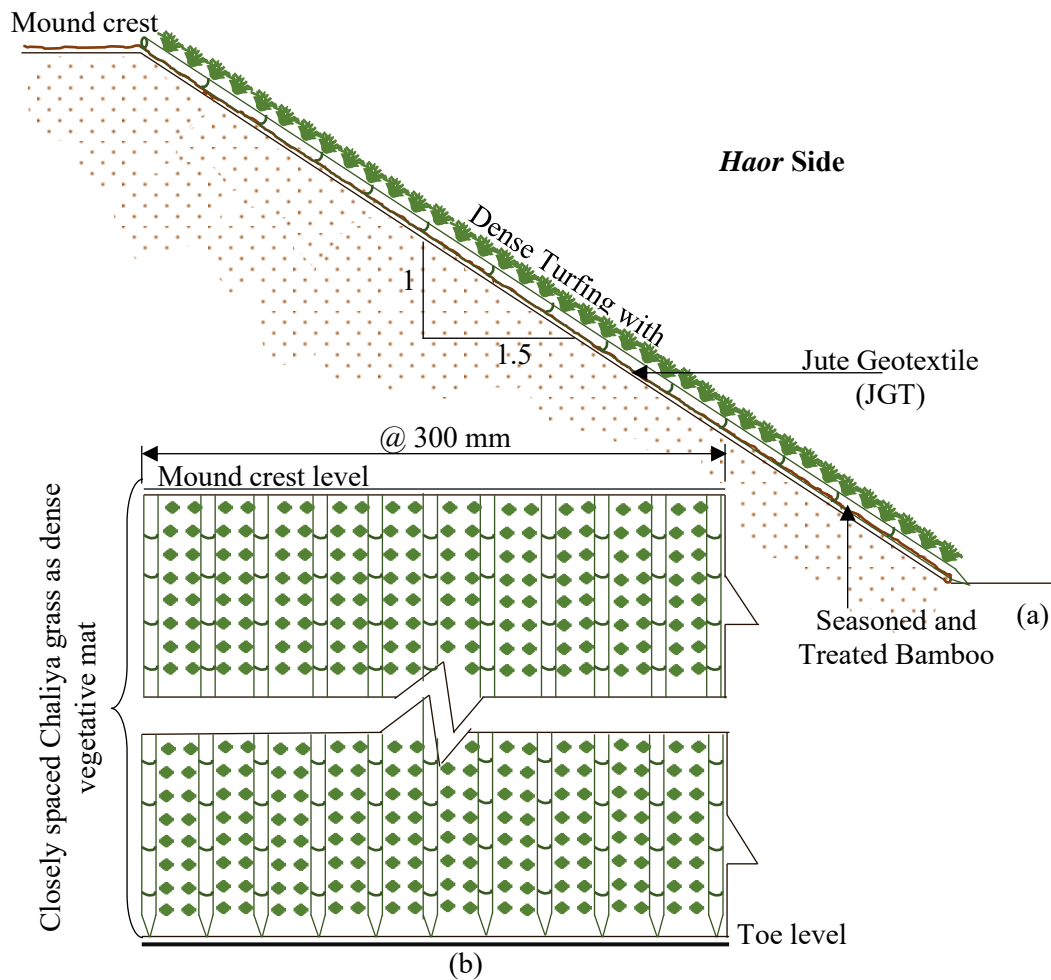 Mound crest
Haor Side
Dense Turfing with
1
1.5
Jute Geotextile
(JGT)
@ 300 mm
Mound crest level
Closely spaced Chaliya grass as dense
vegetative mat
Seasoned and
Treated Bamboo
(a)
Toe level
(b)